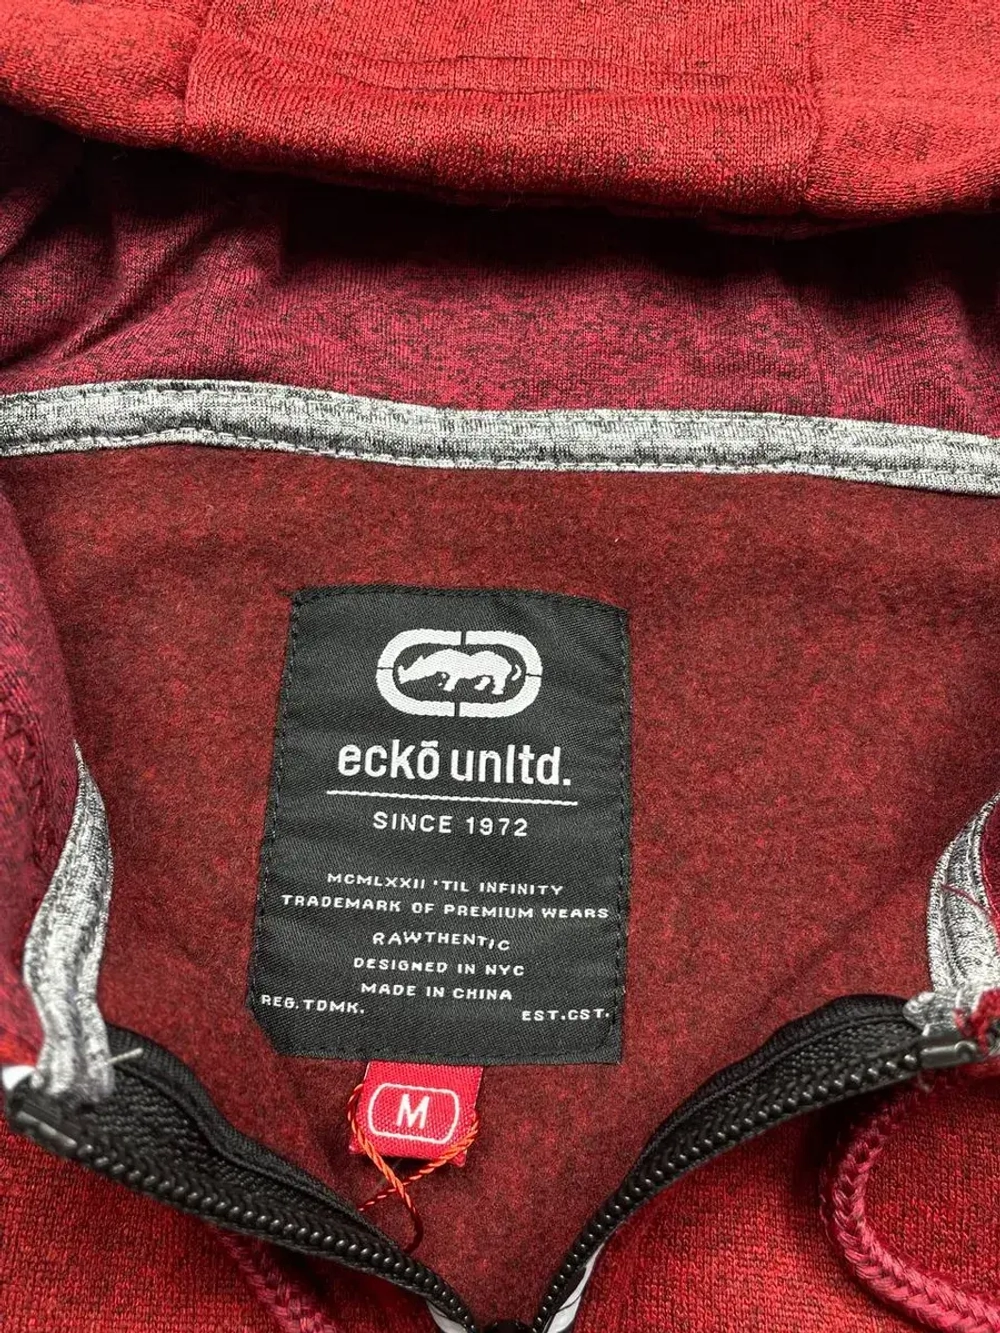 eckō unltd.
SINCE 1972
MCMLXXII 'TIL INFINITY
TRADEMARK OF PREMIUM WEARS
RAWTHENTIC
DESIGNED IN NYC
MADE IN CHINA
REG.TDMK. EST.CST.
M